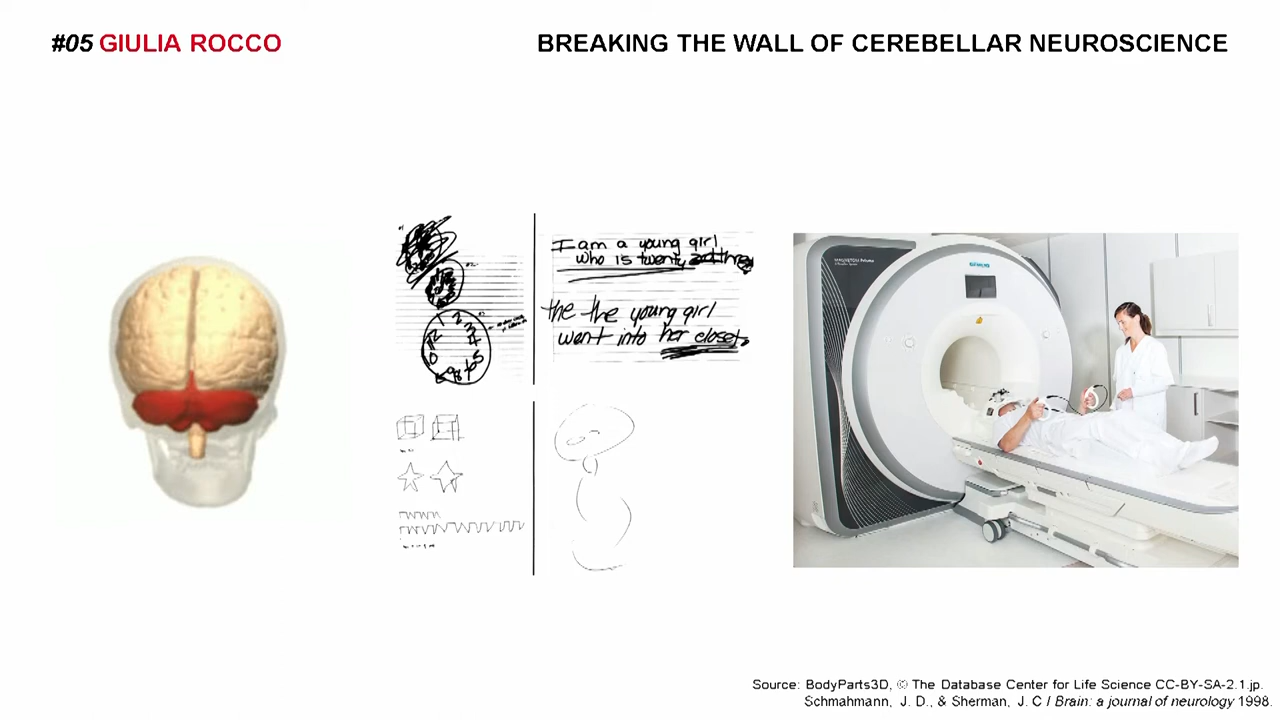 #05 GIULIA ROCCO
BREAKING THE WALL OF CEREBELLAR NEUROSCIENCE
I am a young girl
who is twenty
the the young girl
went into her closet.
SIEMENS
Source: BodyParts3D, © The Database Center for Life Science CC-BY-SA-2.1.jp.
Schmahmann, J. D., & Sherman, J. C / Brain: a journal of neurology 1998.